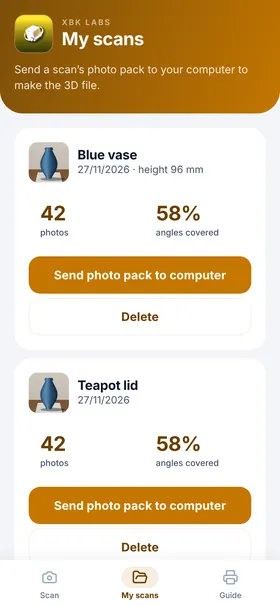 XBK LABS
My scans
Send a scan's photo pack to your computer to
make the 3D file.
Blue vase
27/11/2026 · height 96 mm
42
58%
photos
angles covered
Send photo pack to computer
Delete
Teapot lid
27/11/2026
42
58%
photos
angles covered
Send photo pack to computer
Delete
Scan
My scans
Guide